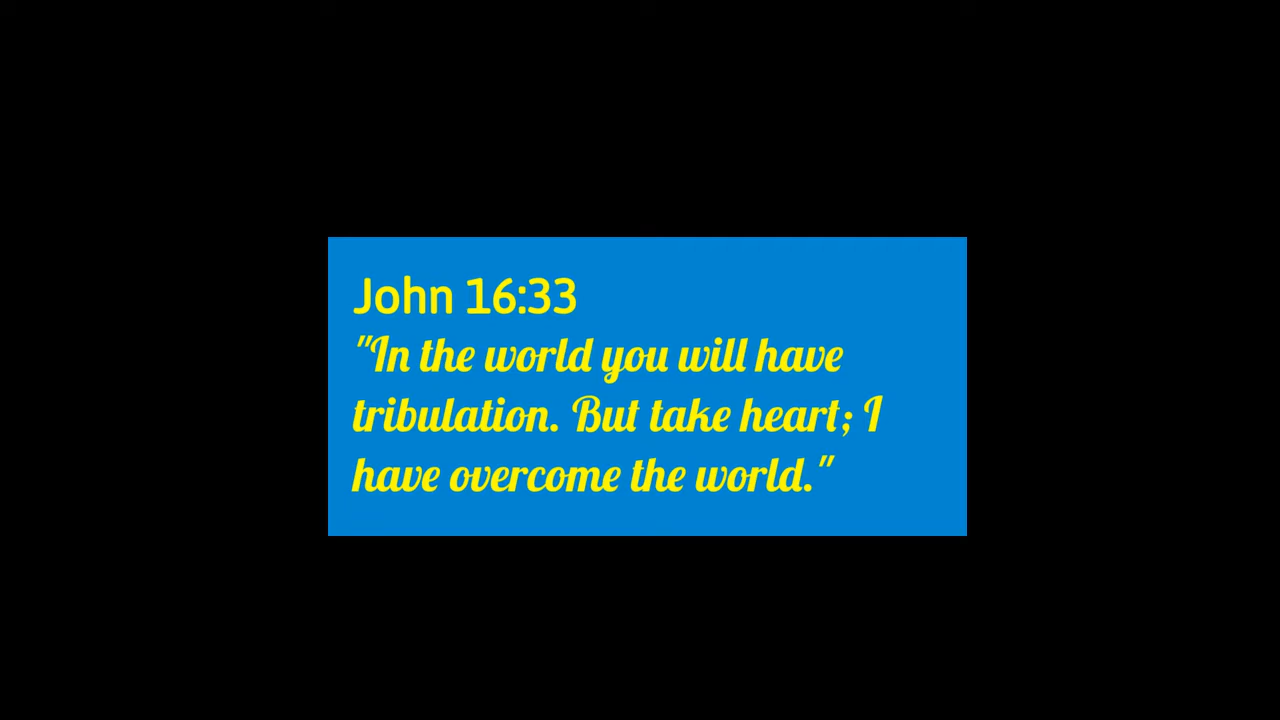 John 16:33
"In the world you will have
tribulation. But take heart; I
have overcome the world."